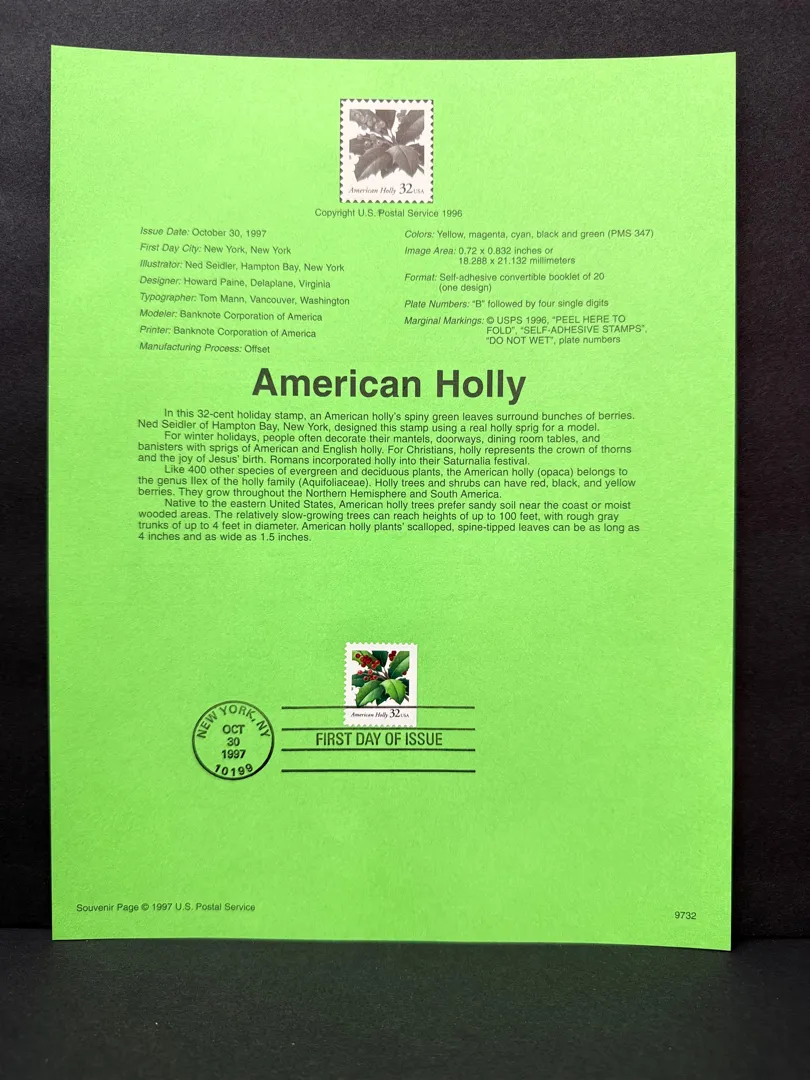 American Holly 32USA
Copyright U.S. Postal Service 1996
Issue Date: October 30, 1997
First Day City: New York, New York
Illustrator: Ned Seidler, Hampton Bay, New York
Designer: Howard Paine, Delaplane, Virginia
Typographer: Tom Mann, Vancouver, Washington
Modeler: Banknote Corporation of America
Printer: Banknote Corporation of America
Manufacturing Process: Offset
Colors: Yellow, magenta, cyan, black and green (PMS 347)
Image Area: 0.72 x 0.832 inches or
18.288 x 21.132 millimeters
Format: Self-adhesive convertible booklet of 20
(one design)
Plate Numbers: “B” followed by four single digits
Marginal Markings: © USPS 1996, “PEEL HERE TO
FOLD”, “SELF-ADHESIVE STAMPS”,
“DO NOT WET”, plate numbers
American Holly
In this 32-cent holiday stamp, an American holly’s spiny green leaves surround bunches of berries.
Ned Seidler of Hampton Bay, New York, designed this stamp using a real holly sprig for a model.
For winter holidays, people often decorate their mantels, doorways, dining room tables, and
banisters with sprigs of American and English holly. For Christians, holly represents the crown of thorns
and the joy of Jesus’ birth. Romans incorporated holly into their Saturnalia festival.
Like 400 other species of evergreen and deciduous plants, the American holly (opaca) belongs to
the genus Ilex of the holly family (Aquifoliaceae). Holly trees and shrubs can have red, black, and yellow
berries. They grow throughout the Northern Hemisphere and South America.
Native to the eastern United States, American holly trees prefer sandy soil near the coast or moist
wooded areas. The relatively slow-growing trees can reach heights of up to 100 feet, with rough gray
trunks of up to 4 feet in diameter. American holly plants’ scalloped, spine-tipped leaves can be as long as
4 inches and as wide as 1.5 inches.
American Holly 32USA
NEW YORK, NY
OCT
30
1997
10199
FIRST DAY OF ISSUE
Souvenir Page © 1997 U.S. Postal Service
9732